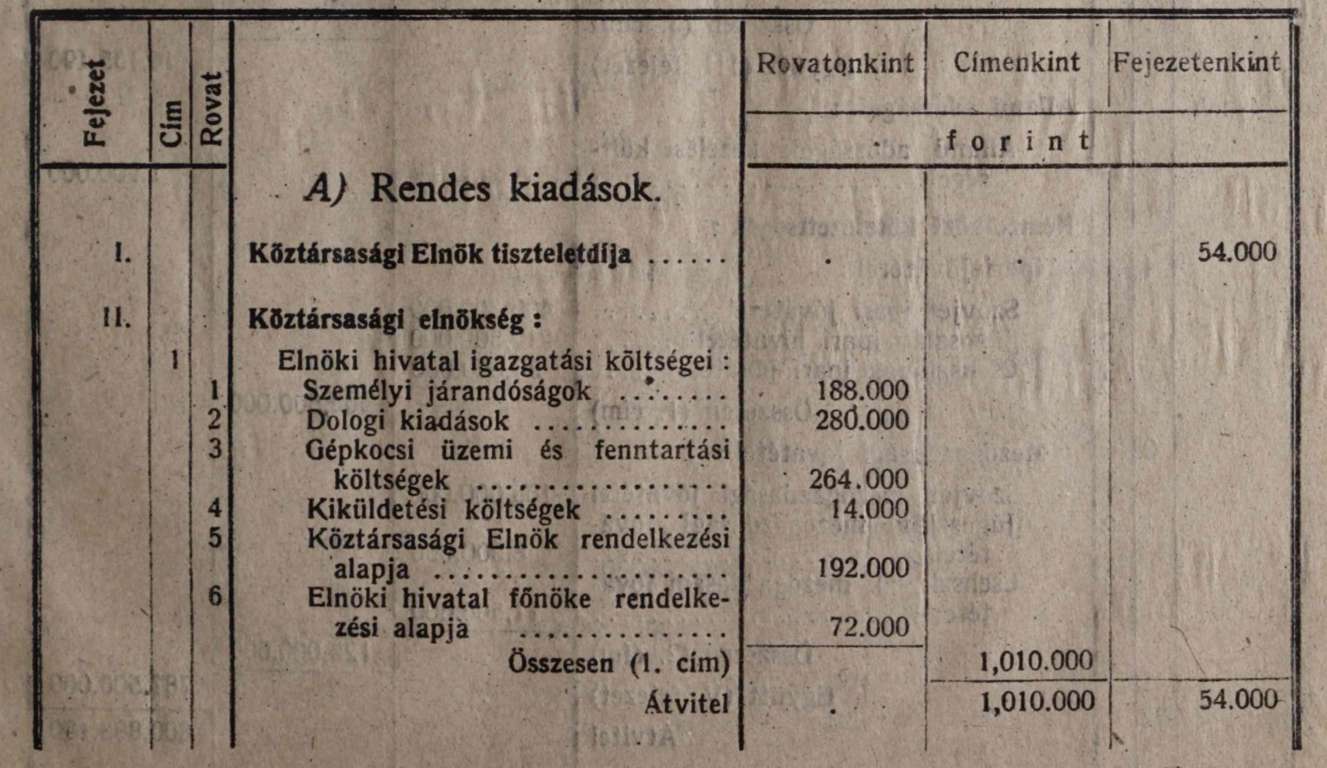 Fejezet Cím Rovat Rovatonkint Címenkint Fejezetenkint
forint
A) Rendes kiadások.
I. Köztársasági Elnök tiszteletdíja ...... 54.000
II. Köztársasági elnökség :
1 Elnöki hivatal igazgatási költségei :
1 Személyi járandóságok ........ 188.000
2 Dologi kiadások .............. 280.000
3 Gépkocsi üzemi és fenntartási
költségek .................. 264.000
4 Kiküldetési költségek ......... 14.000
5 Köztársasági Elnök rendelkezési
alapja ..................... 192.000
6 Elnöki hivatal főnöke rendelke-
zési alapja ............... 72.000
Összesen (1. cím) 1,010.000
Átvitel . 1,010.000 54.000